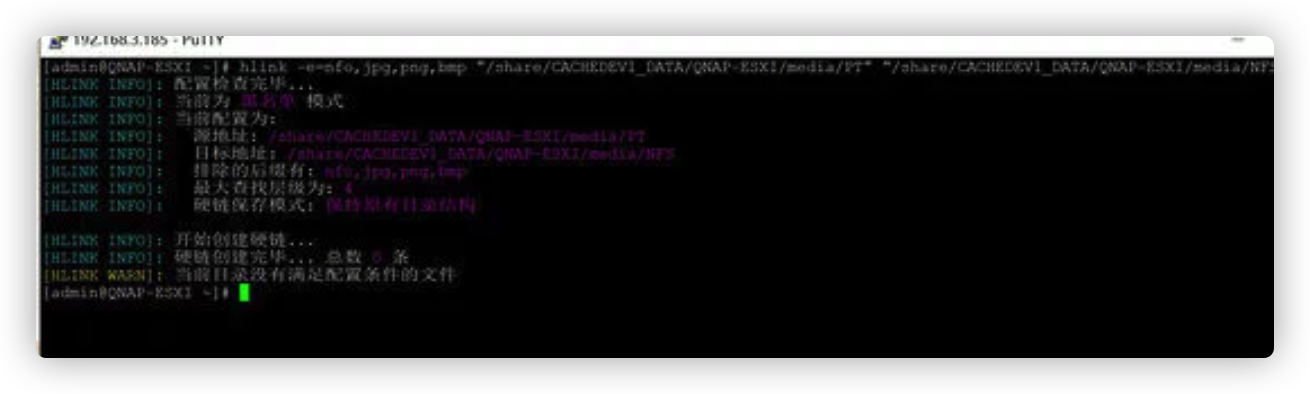 192.168.3.185 - PuTTY
[admin@QNAP-ESXI ~]# hlink -e=nfo,jpg,png,bmp "/share/CACHEDEV1_DATA/QNAP-ESXI/media/PT" "/share/CACHEDEV1_DATA/QNAP-ESXI/media/NFS
[HLINK INFO]: 配置检查完毕...
[HLINK INFO]: 当前为 黑名单 模式
[HLINK INFO]: 当前配置为:
[HLINK INFO]: 源地址: /share/CACHEDEV1_DATA/QNAP-ESXI/media/PT
[HLINK INFO]: 目标地址: /share/CACHEDEV1_DATA/QNAP-ESXI/media/NFS
[HLINK INFO]: 排除的后缀有: nfo,jpg,png,bmp
[HLINK INFO]: 最大查找层级为: 4
[HLINK INFO]: 硬链保存模式: 保持原有目录结构
[HLINK INFO]: 开始创建硬链...
[HLINK INFO]: 硬链创建完毕... 总数 0 条
[HLINK WARN]: 当前目录没有满足配置条件的文件
[admin@QNAP-ESXI ~]#